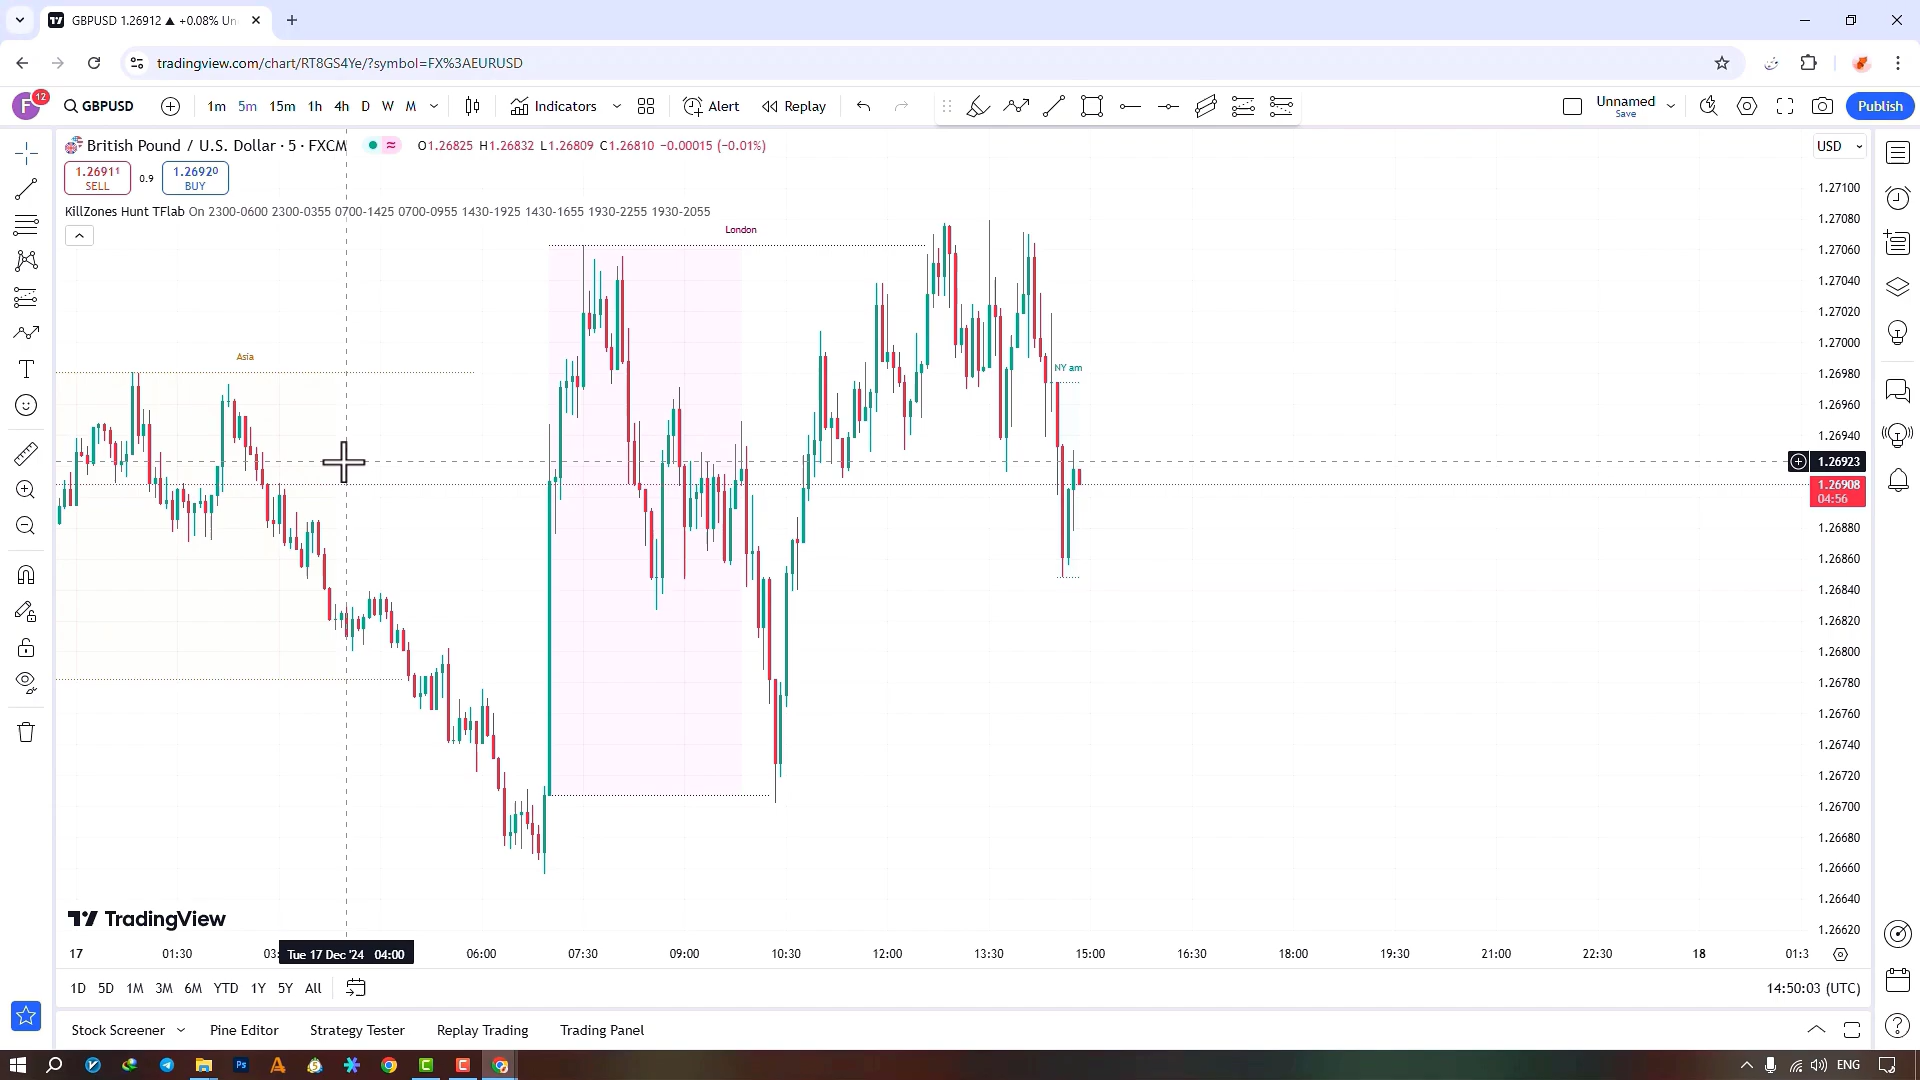 GBPUSD 1.26912 ▲ +0.08% Un
tradingview.com/chart/RT8GS4Ye/?symbol=FX%3AEURUSD
F 12 GBPUSD 1m 5m 15m 1h 4h D W M Indicators Alert Replay Unnamed Save Publish
British Pound / U.S. Dollar · 5 · FXCM O1.26825 H1.26832 L1.26809 C1.26810 −0.00015 (−0.01%) USD
1.26911 SELL 0.9 1.26920 BUY
KillZones Hunt TFlab On 2300-0600 2300-0355 0700-1425 0700-0955 1430-1925 1430-1655 1930-2255 1930-2055
London
Asia
NY am
1.27100
1.27080
1.27060
1.27040
1.27020
1.27000
1.26980
1.26960
1.26940
1.26923
1.26908
04:56
1.26880
1.26860
1.26840
1.26820
1.26800
1.26780
1.26760
1.26740
1.26720
1.26700
1.26680
1.26660
1.26640
1.26620
TradingView
17 01:30 03: Tue 17 Dec '24 04:00 06:00 07:30 09:00 10:30 12:00 13:30 15:00 16:30 18:00 19:30 21:00 22:30 18 01:3
1D 5D 1M 3M 6M YTD 1Y 5Y All 14:50:03 (UTC)
Stock Screener Pine Editor Strategy Tester Replay Trading Trading Panel
Ps C C ENG